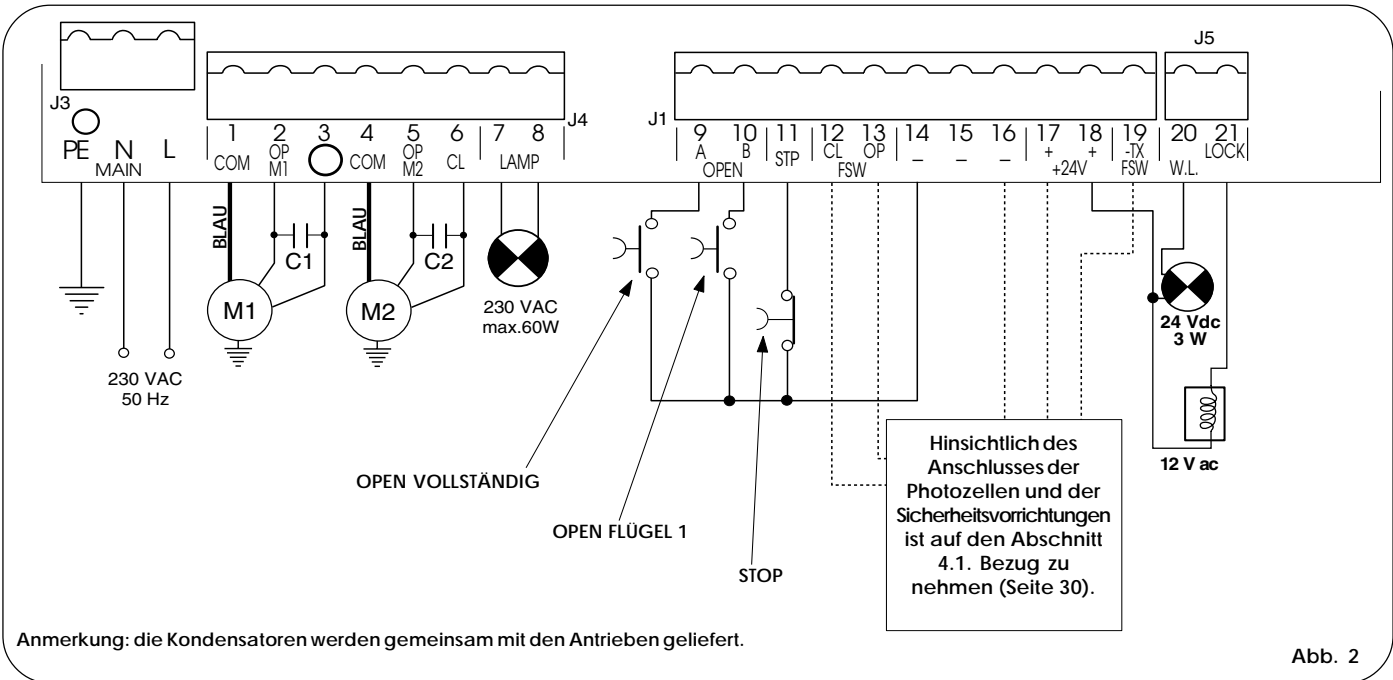 J5
J3
J4
J1
PE N L
MAIN
1 2 3 4 5 6 7 8
COM OP M1 COM OP M2 CL LAMP
9 10 11 12 13 14 15 16 17 18 19 20 21
A B STP CL OP – – – + + -TX LOCK
OPEN FSW +24V FSW W.L.
BLAU
BLAU
C1
C2
M1
M2
230 VAC
max.60W
230 VAC
50 Hz
24 Vdc
3 W
12 V ac
OPEN VOLLSTÄNDIG
OPEN FLÜGEL 1
STOP
Hinsichtlich des
Anschlusses der
Photozellen und der
Sicherheitsvorrichtungen
ist auf den Abschnitt
4.1. Bezug zu
nehmen (Seite 30).
Anmerkung: die Kondensatoren werden gemeinsam mit den Antrieben geliefert.
Abb. 2